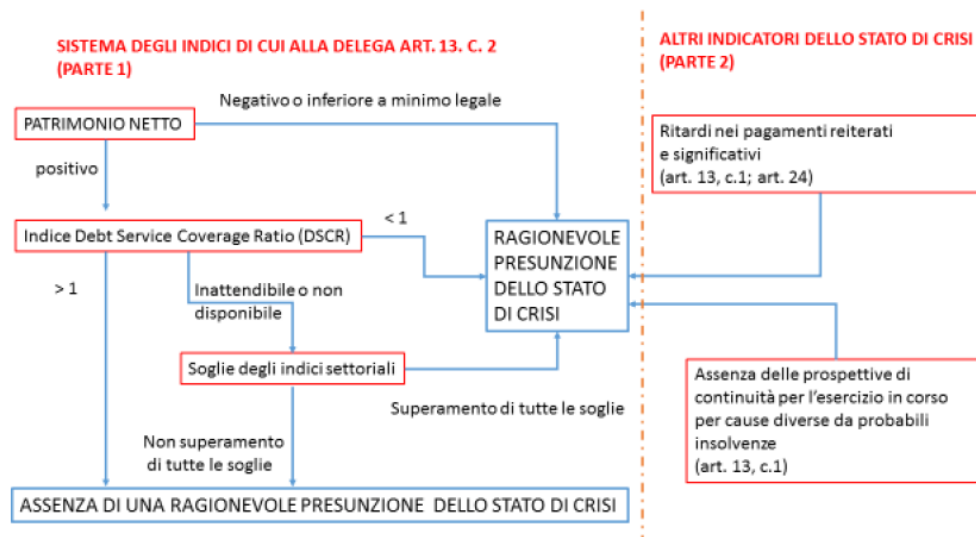 SISTEMA DEGLI INDICI DI CUI ALLA DELEGA ART. 13. C. 2
(PARTE 1)
ALTRI INDICATORI DELLO STATO DI CRISI
(PARTE 2)
Negativo o inferiore a minimo legale
PATRIMONIO NETTO
positivo
Ritardi nei pagamenti reiterati
e significativi
(art. 13, c.1; art. 24)
< 1
Indice Debt Service Coverage Ratio (DSCR)
RAGIONEVOLE
PRESUNZIONE
DELLO STATO
DI CRISI
> 1
Inattendibile o non
disponibile
Soglie degli indici settoriali
Superamento di tutte le soglie
Assenza delle prospettive di
continuità per l'esercizio in corso
per cause diverse da probabili
insolvenze
(art. 13, c.1)
Non superamento
di tutte le soglie
ASSENZA DI UNA RAGIONEVOLE PRESUNZIONE DELLO STATO DI CRISI